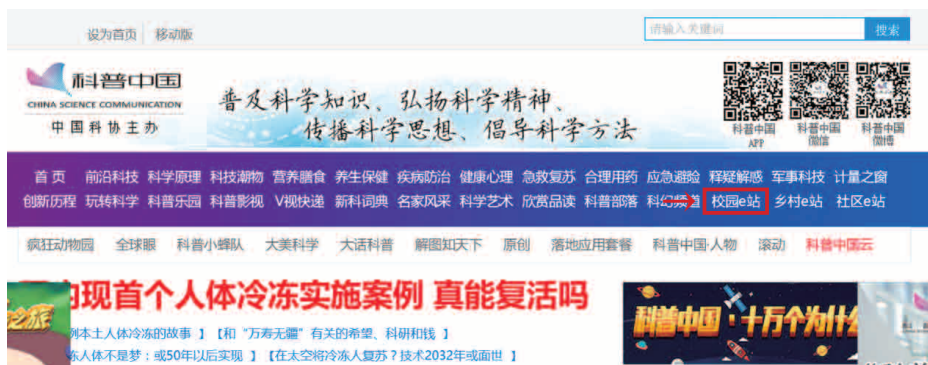 设为首页 移动版
请输入关键词 搜索
科普中国
CHINA SCIENCE COMMUNICATION
中国科协主办
普及科学知识、弘扬科学精神、
传播科学思想、倡导科学方法
科普中国 APP
科普中国 微信
科普中国 微博
首页 前沿科技 科学原理 科技潮物 营养膳食 养生保健 疾病防治 健康心理 急救复苏 合理用药 应急避险 释疑解惑 军事科技 计量之窗
创新历程 玩转科学 科普乐园 科普影视 V视快递 新科词典 名家风采 科学艺术 欣赏品读 科普部落 科幻频道 校园e站 乡村e站 社区e站
疯狂动物园 全球眼 科普小蜂队 大美科学 大话科普 解图知天下 原创 落地应用套餐 科普中国·人物 滚动 科普中国云
现首个人体冷冻实施案例 真能复活吗
例本土人体冷冻的故事 】【和“万寿无疆”有关的希望、科研和钱 】
冻人体不是梦：或50年以后实现 】【在太空将冷冻人复苏？技术2032年或面世 】
之旅
科普中国·十万个为什么